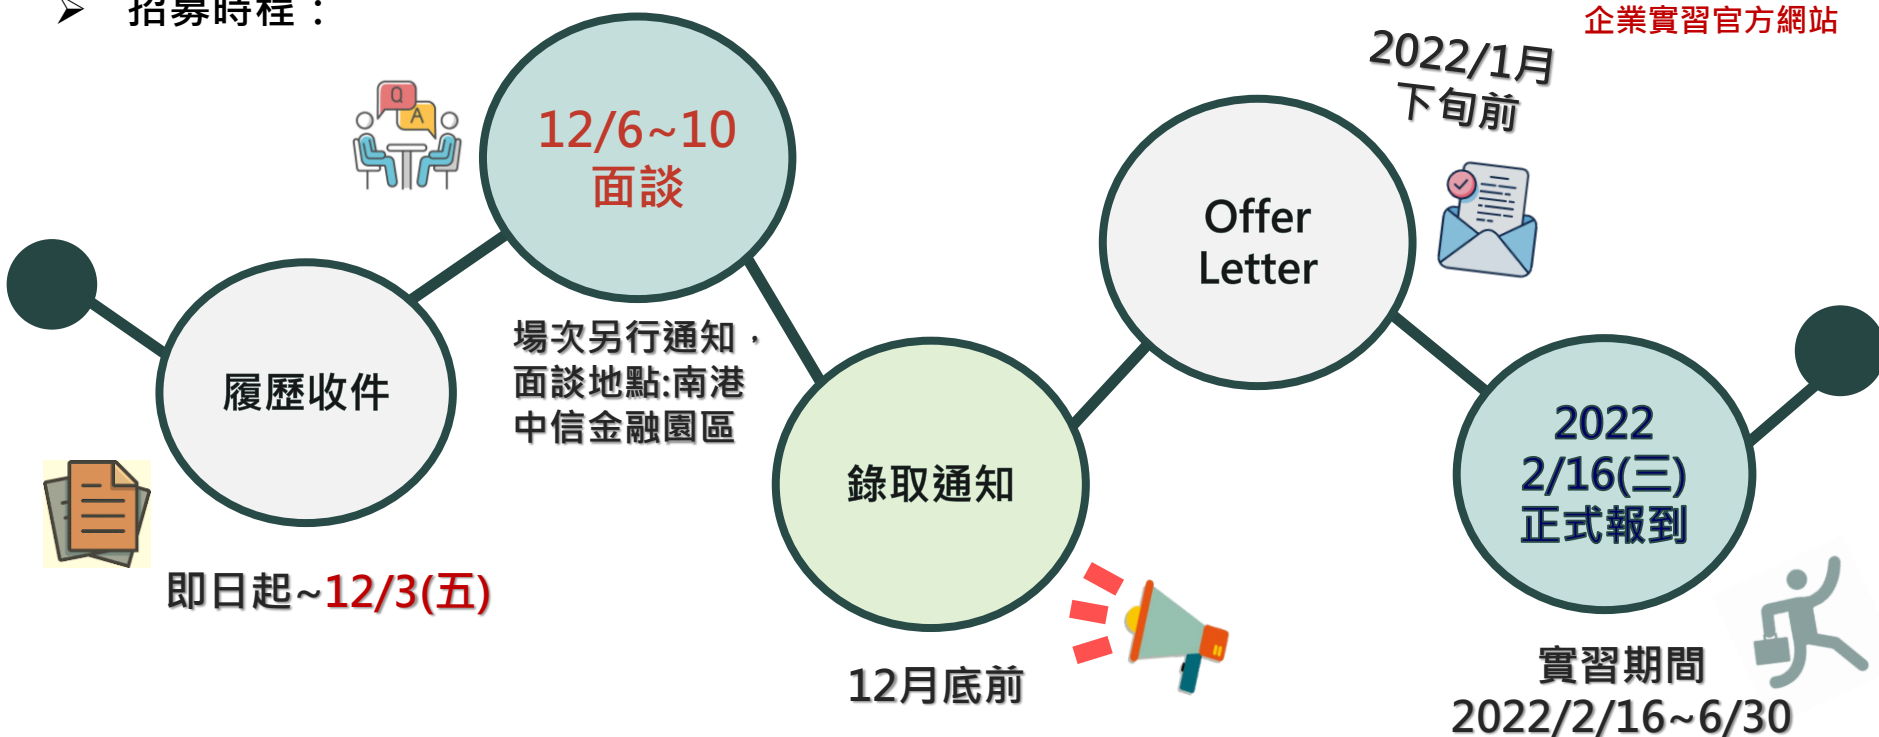 ➢ 招募時程：
企業實習官方網站
履歷收件
即日起~12/3(五)
Q
A
12/6~10
面談
場次另行通知，
面談地點:南港
中信金融園區
錄取通知
12月底前
Offer
Letter
2022/1月
下旬前
2022
2/16(三)
正式報到
實習期間
2022/2/16~6/30